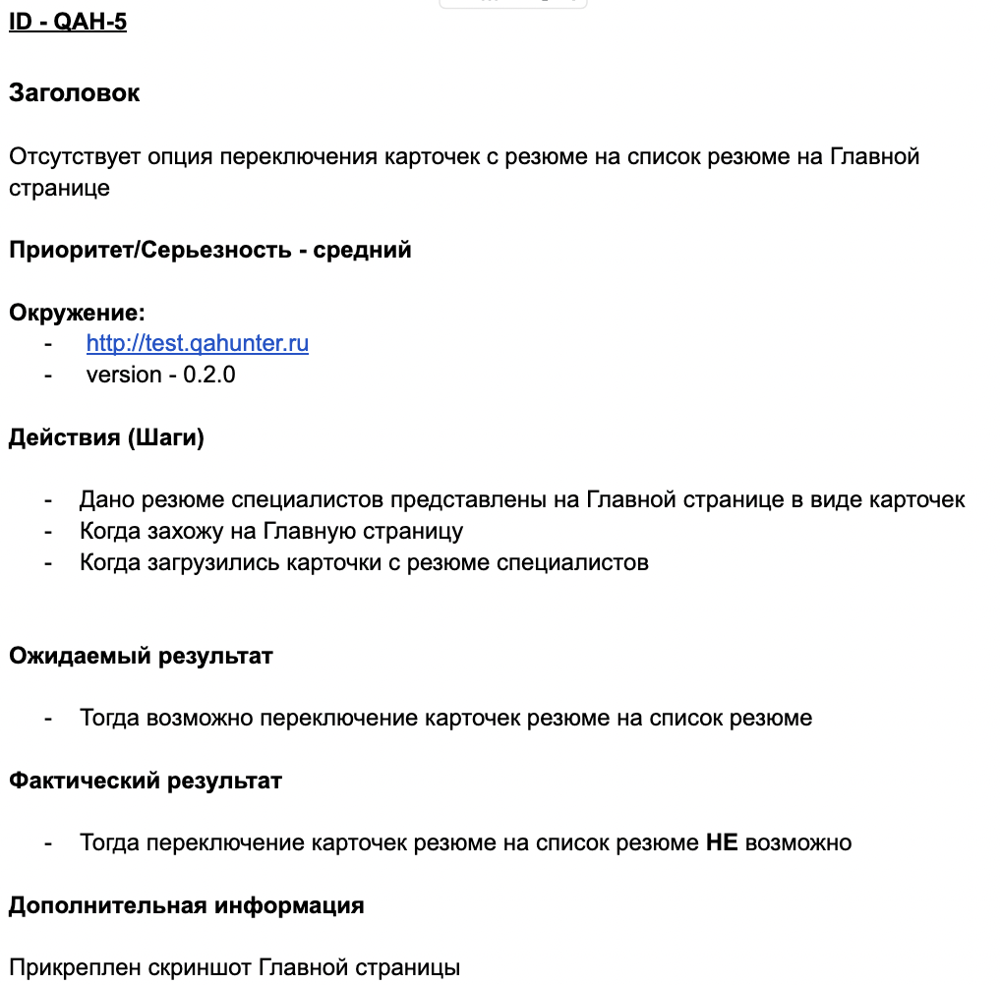 ID - QAH-5
Заголовок
Отсутствует опция переключения карточек с резюме на список резюме на Главной
странице
Приоритет/Серьезность - средний
Окружение:
- http://test.qahunter.ru
- version - 0.2.0
Действия (Шаги)
- Дано резюме специалистов представлены на Главной странице в виде карточек
- Когда захожу на Главную страницу
- Когда загрузились карточки с резюме специалистов
Ожидаемый результат
- Тогда возможно переключение карточек резюме на список резюме
Фактический результат
- Тогда переключение карточек резюме на список резюме НЕ возможно
Дополнительная информация
Прикреплен скриншот Главной страницы